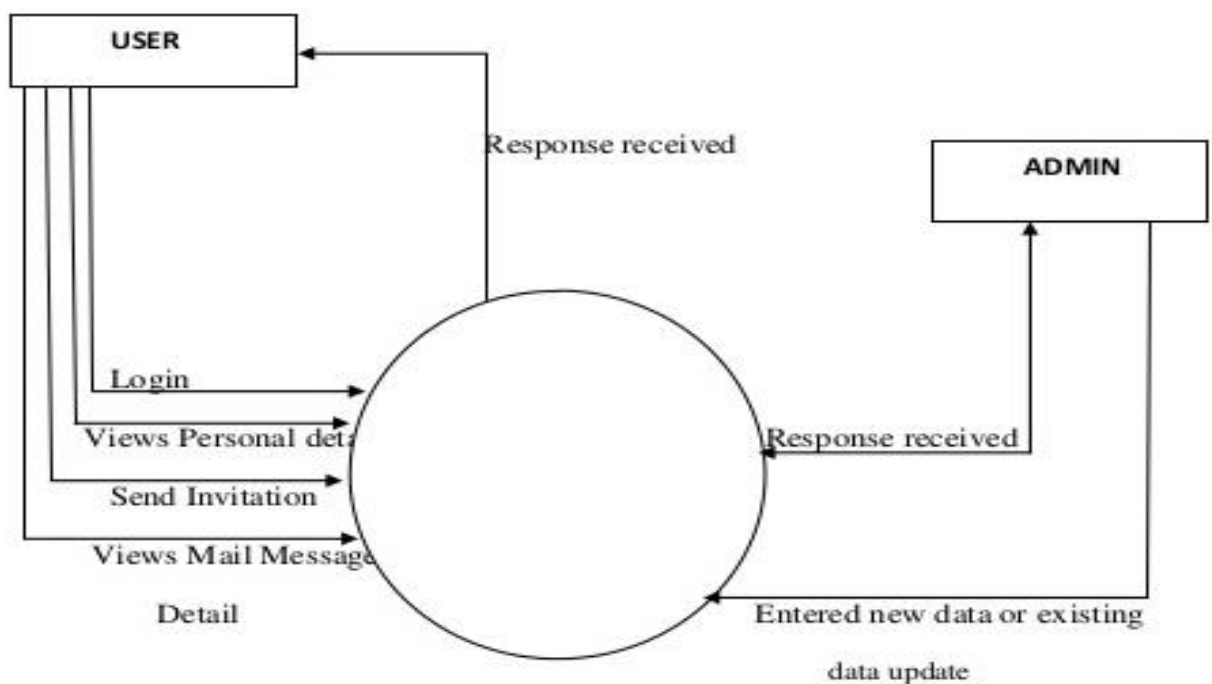 USER
Response received
ADMIN
Login
Views Personal deta
Response received
Send Invitation
Views Mail Message
Detail
Entered new data or existing
data update